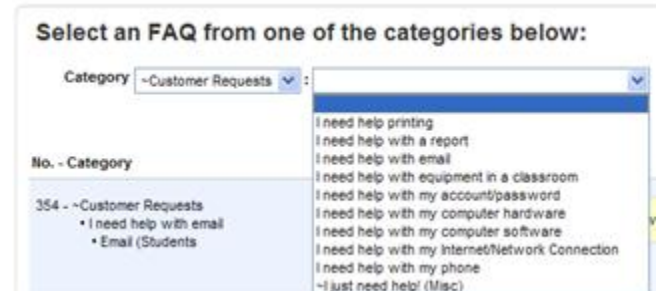 Select an FAQ from one of the categories below:
Category ~Customer Requests :
I need help printing
I need help with a report
I need help with email
I need help with equipment in a classroom
I need help with my account/password
I need help with my computer hardware
I need help with my computer software
I need help with my Internet/Network Connection
I need help with my phone
~I just need help! (Misc)
No. - Category
354 - ~Customer Requests
• I need help with email
• Email (Students